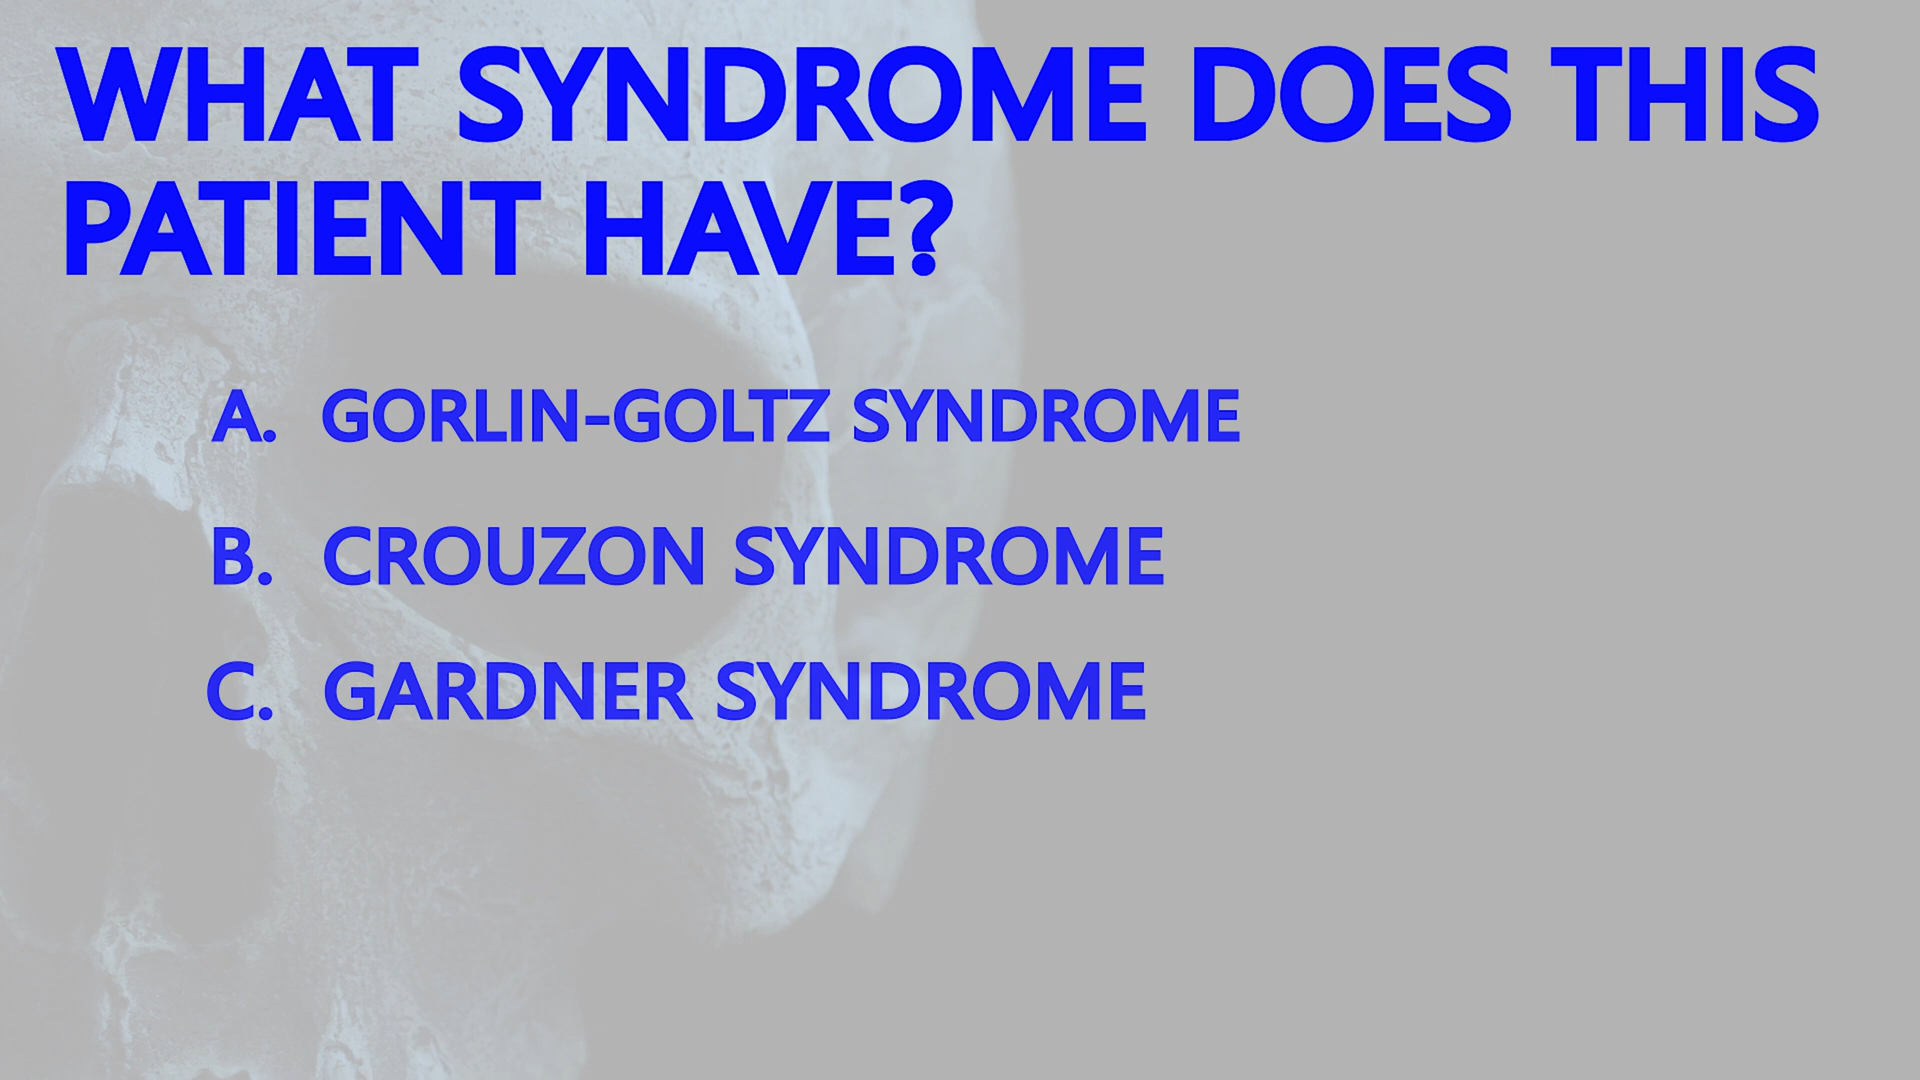 WHAT SYNDROME DOES THIS
PATIENT HAVE?
A. GORLIN-GOLTZ SYNDROME
B. CROUZON SYNDROME
C. GARDNER SYNDROME